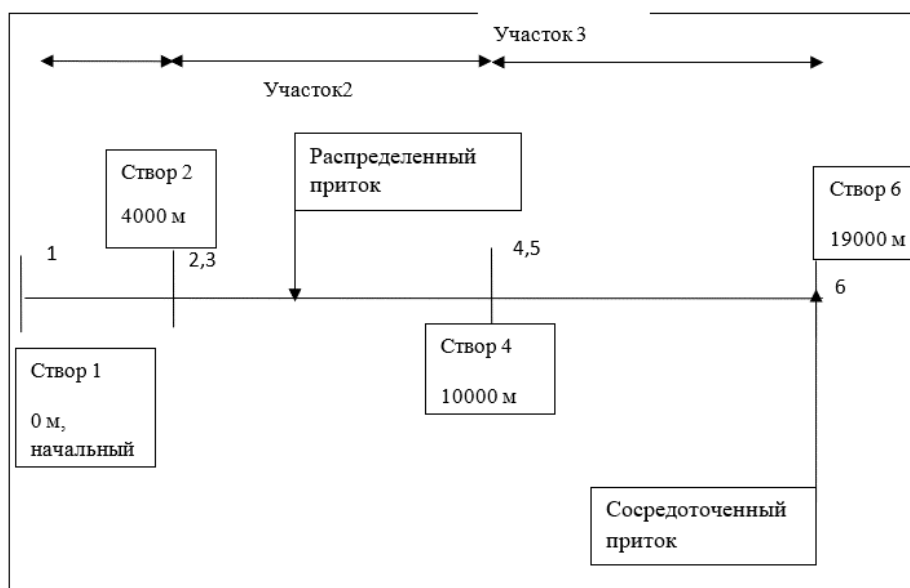 Участок 3
Участок2
Створ 2
4000 м
Распределенный
приток
Створ 6
19000 м
1
2,3
4,5
6
Створ 1
0 м,
начальный
Створ 4
10000 м
Сосредоточенный
приток